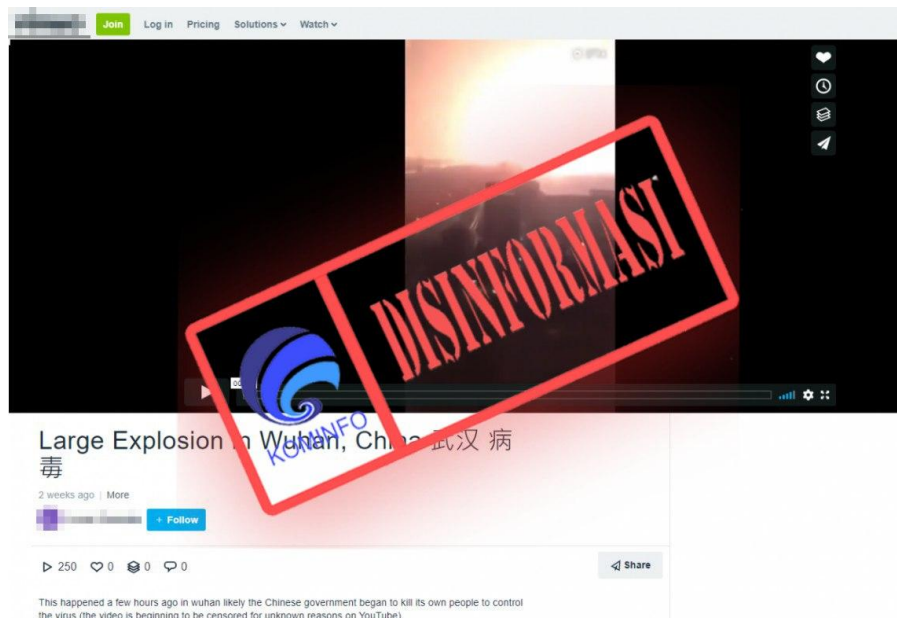 Join Log in Pricing Solutions Watch
DISINFORMASI
KOMINFO
Large Explosion in Wuhan, China 武汉 病
毒
2 weeks ago | More
+ Follow
250 0 0 0
Share
This happened a few hours ago in wuhan likely the Chinese government began to kill its own people to control
the virus (the video is beginning to be censored for unknown reasons on YouTube)